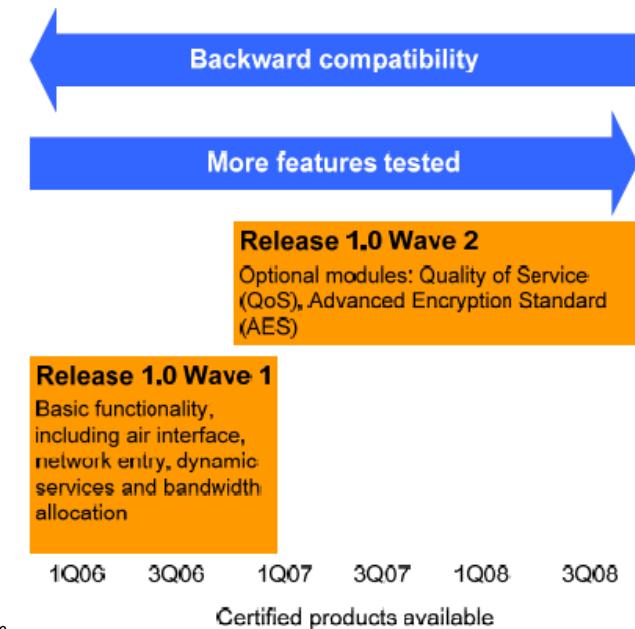 Backward compatibility
More features tested
Release 1.0 Wave 2
Optional modules: Quality of Service
(QoS), Advanced Encryption Standard
(AES)
Release 1.0 Wave 1
Basic functionality,
including air interface,
network entry, dynamic
services and bandwidth
allocation
1Q06 3Q06 1Q07 3Q07 1Q08 3Q08
Certified products available